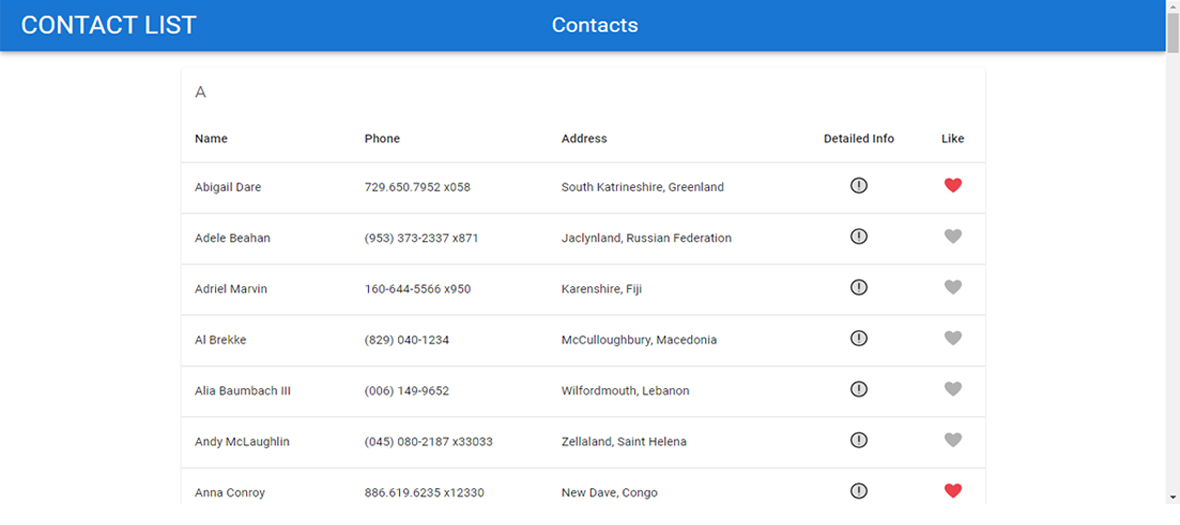 CONTACT LIST Contacts
A
Name Phone Address Detailed Info Like
Abigail Dare 729.650.7952 x058 South Katrineshire, Greenland
Adele Beahan (953) 373-2337 x871 Jaclynland, Russian Federation
Adriel Marvin 160-644-5566 x950 Karenshire, Fiji
Al Brekke (829) 040-1234 McCulloughbury, Macedonia
Alia Baumbach III (006) 149-9652 Wilfordmouth, Lebanon
Andy McLaughlin (045) 080-2187 x33033 Zellaland, Saint Helena
Anna Conroy 886.619.6235 x12330 New Dave, Congo